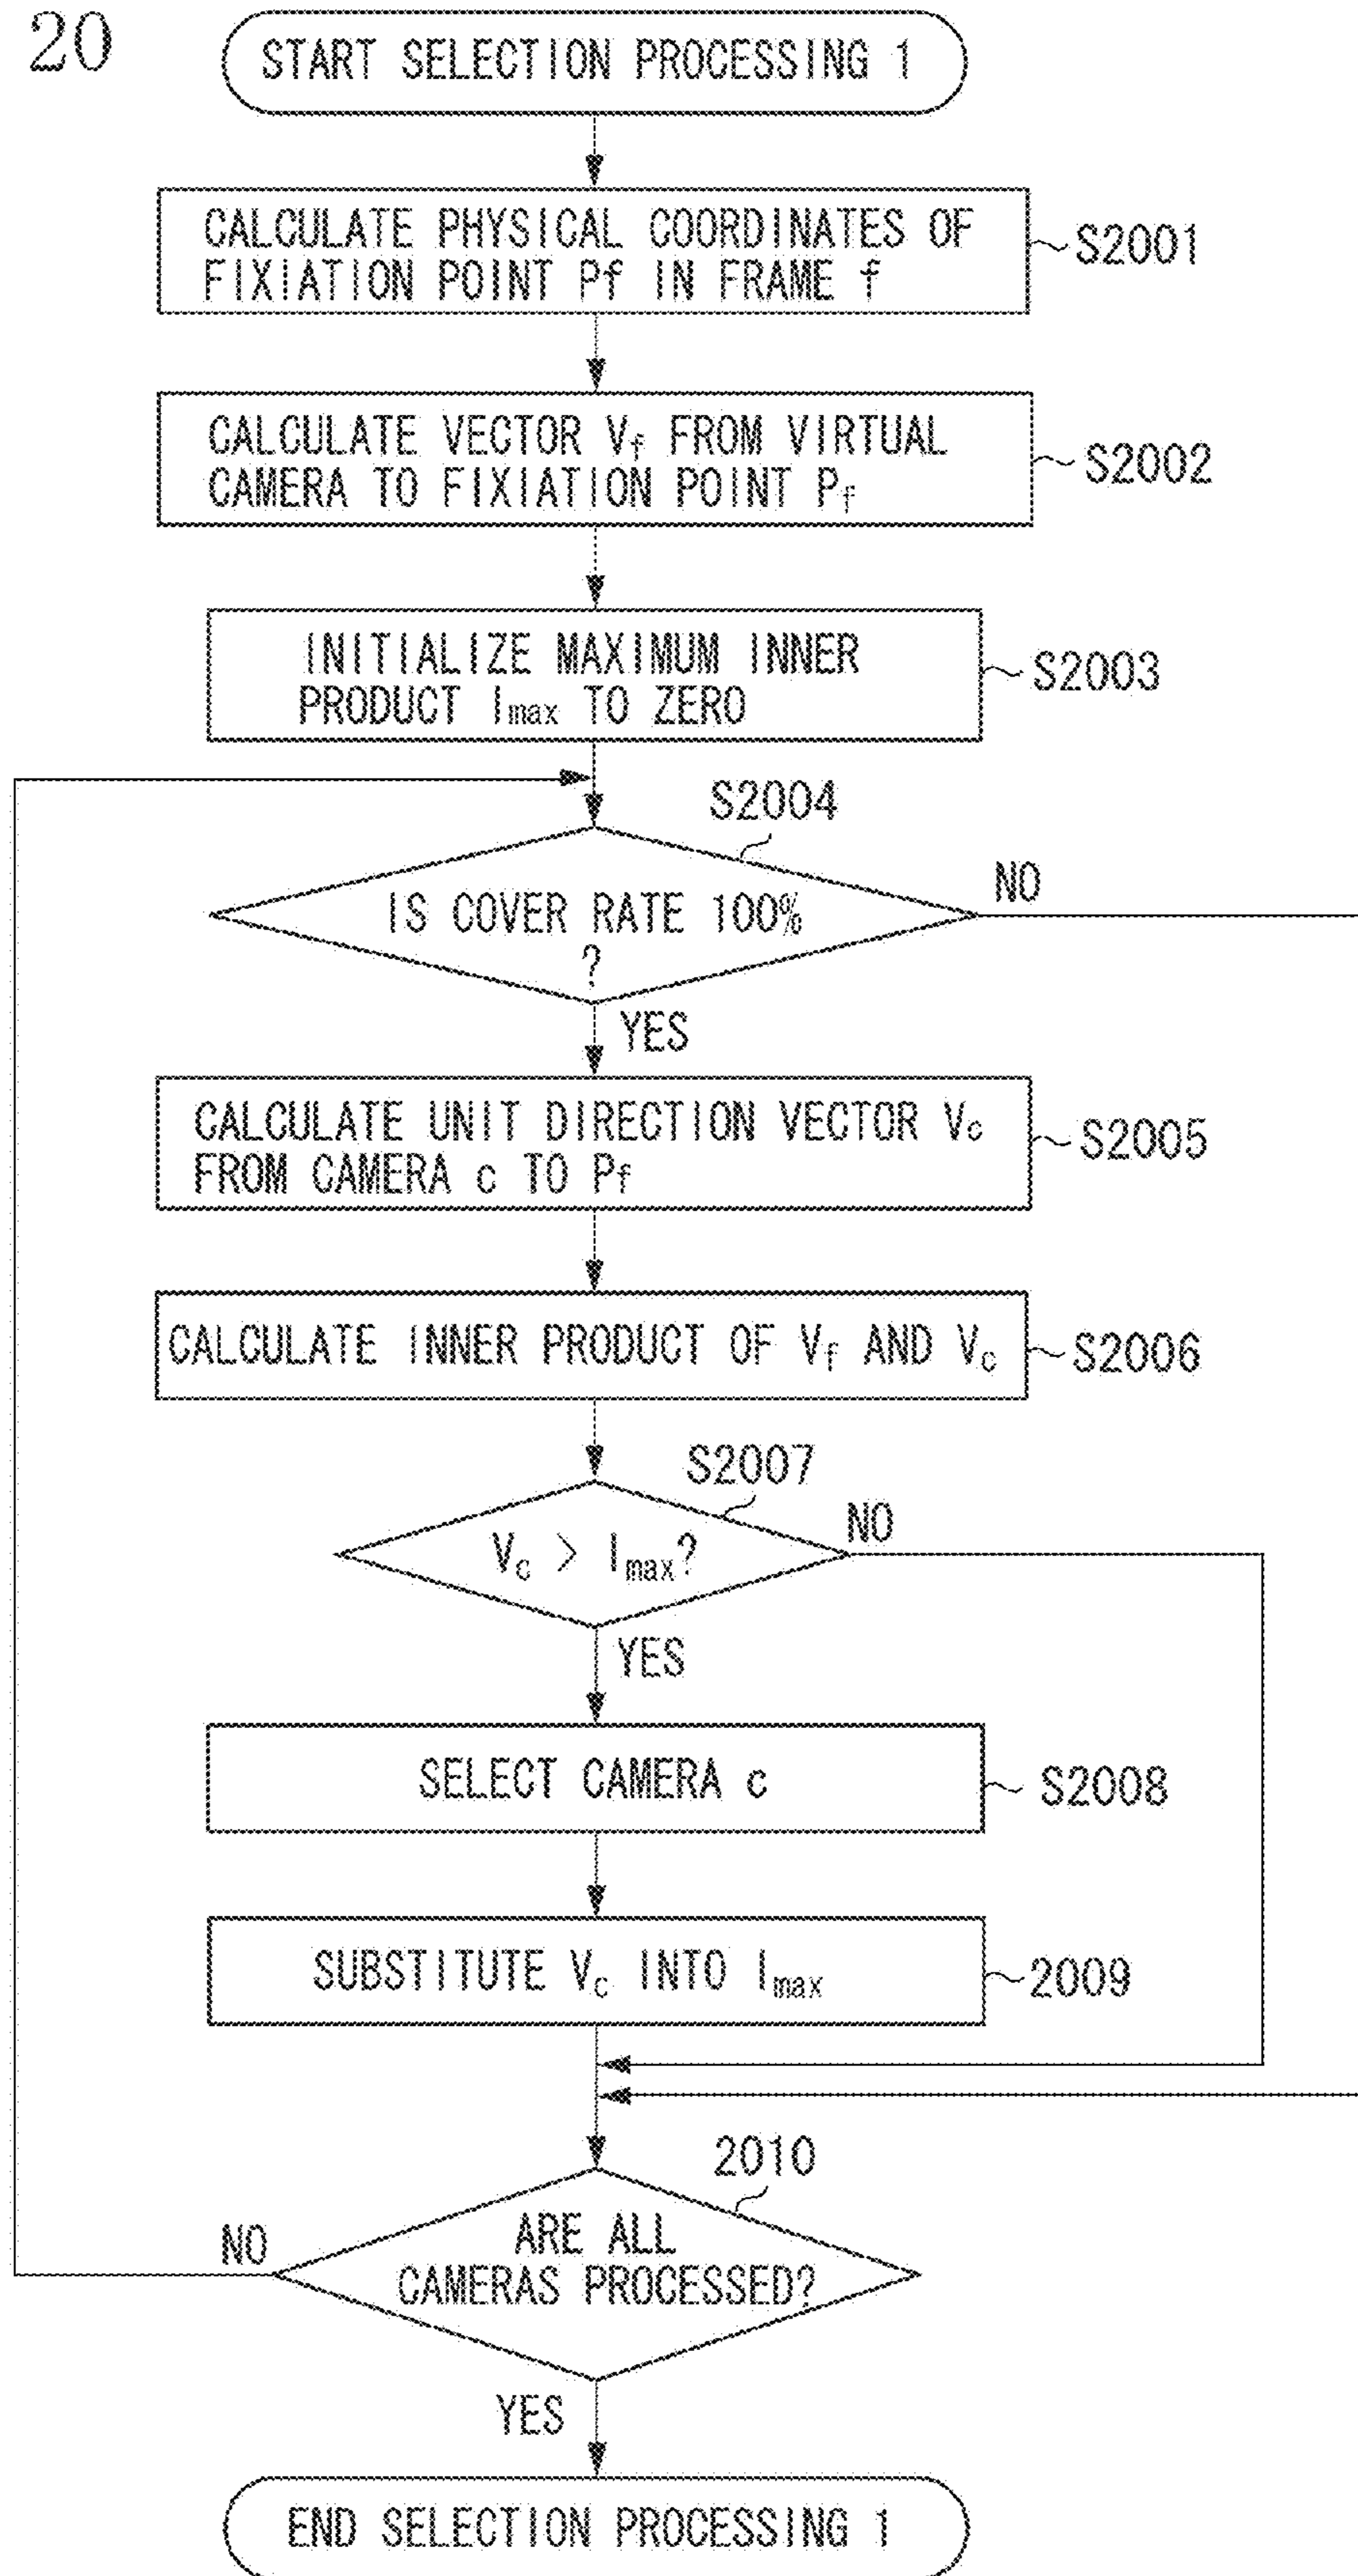 20
START SELECTION PROCESSING 1
CALCULATE PHYSICAL COORDINATES OF
FIXIATION POINT Pf IN FRAME f
S2001
CALCULATE VECTOR Vf FROM VIRTUAL
CAMERA TO FIXIATION POINT Pf
S2002
INITIALIZE MAXIMUM INNER
PRODUCT Imax TO ZERO
S2003
S2004
IS COVER RATE 100%
?
NO
YES
CALCULATE UNIT DIRECTION VECTOR Vc
FROM CAMERA c TO Pf
S2005
CALCULATE INNER PRODUCT OF Vf AND Vc
S2006
S2007
Vc > Imax?
NO
YES
SELECT CAMERA c
S2008
SUBSTITUTE Vc INTO Imax
2009
2010
ARE ALL
CAMERAS PROCESSED?
NO
YES
END SELECTION PROCESSING 1